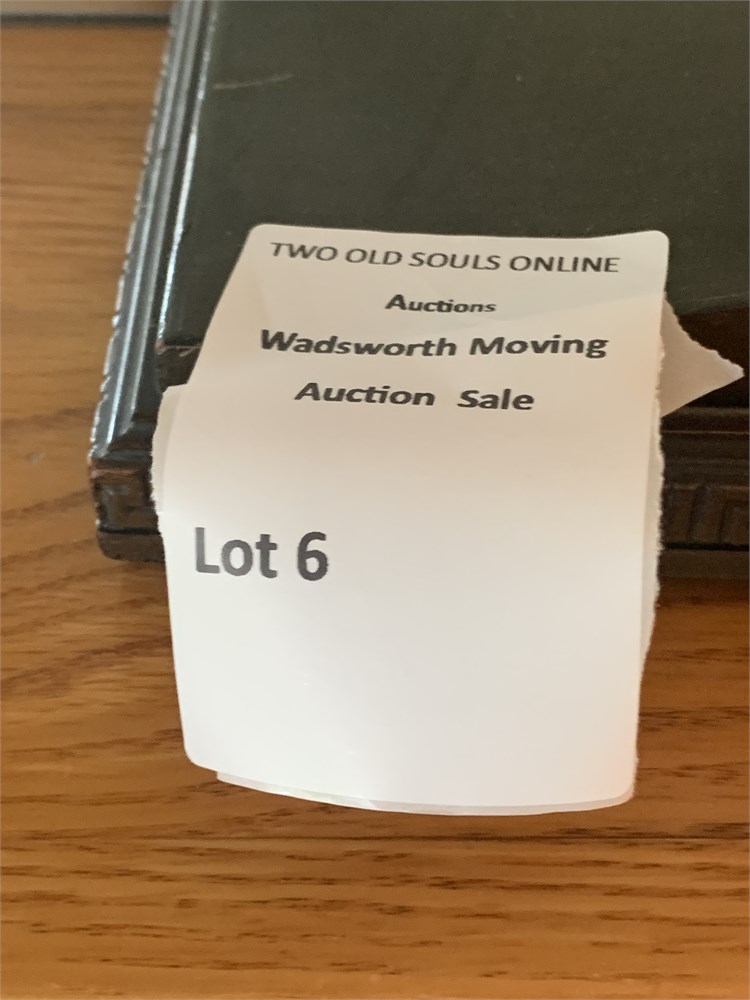 TWO OLD SOULS ONLINE
Auctions
Wadsworth Moving
Auction Sale
Lot 6